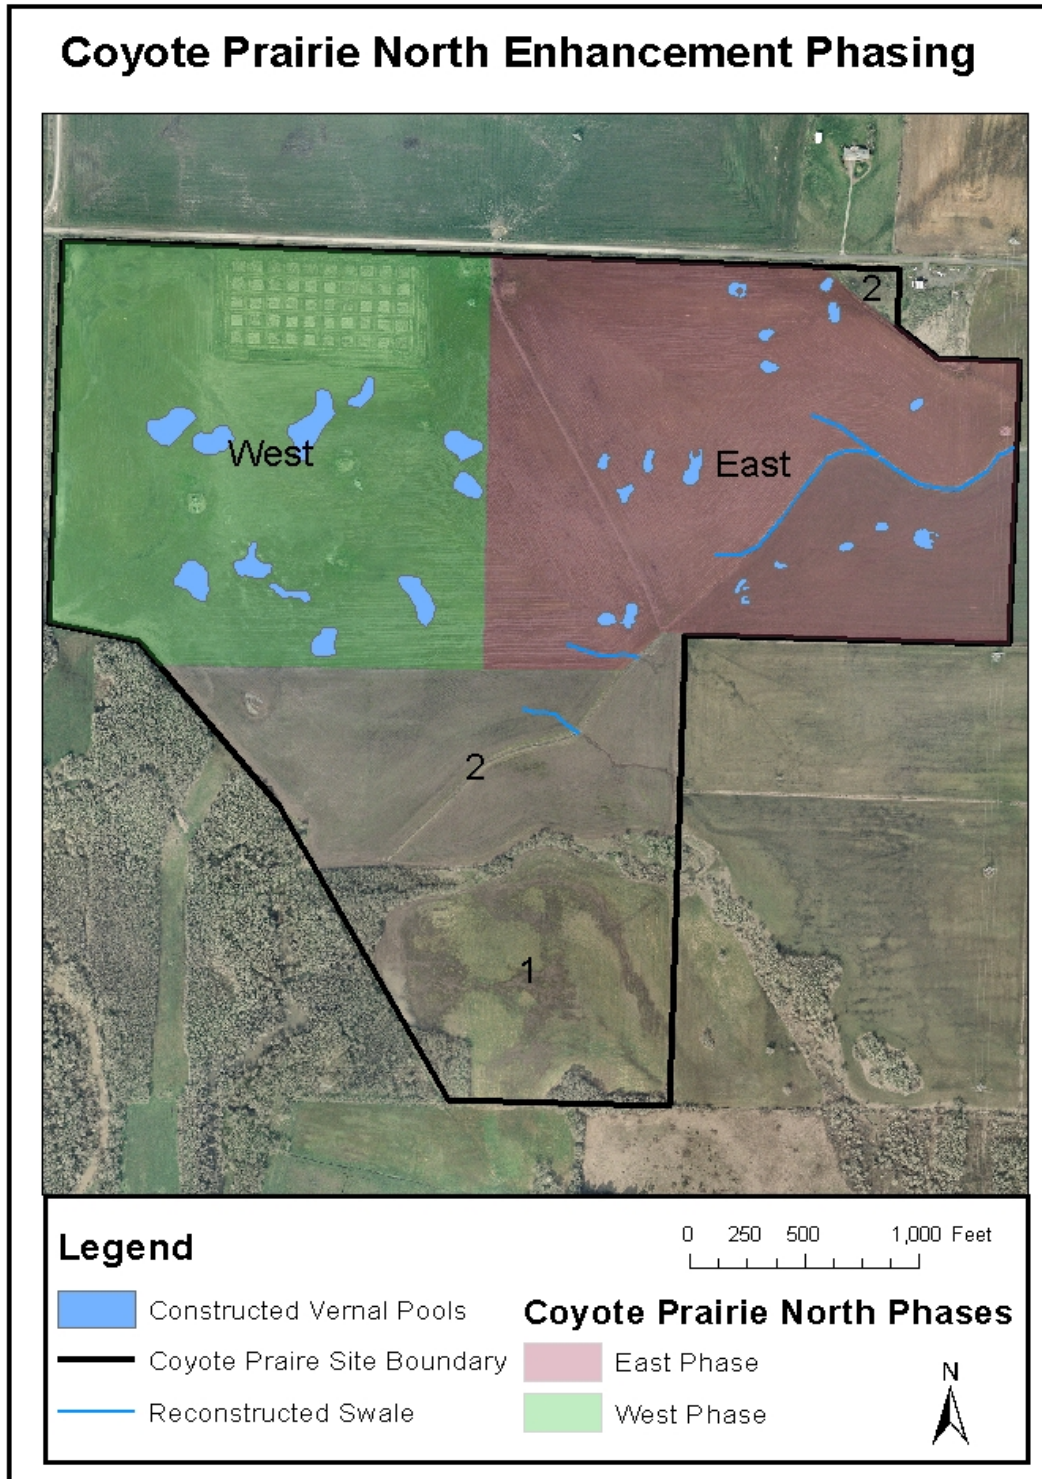 Coyote Prairie North Enhancement Phasing
2
West
East
2
1
Legend
0 250 500 1,000 Feet
Constructed Vernal Pools
Coyote Praire Site Boundary
Reconstructed Swale
Coyote Prairie North Phases
East Phase
West Phase
N